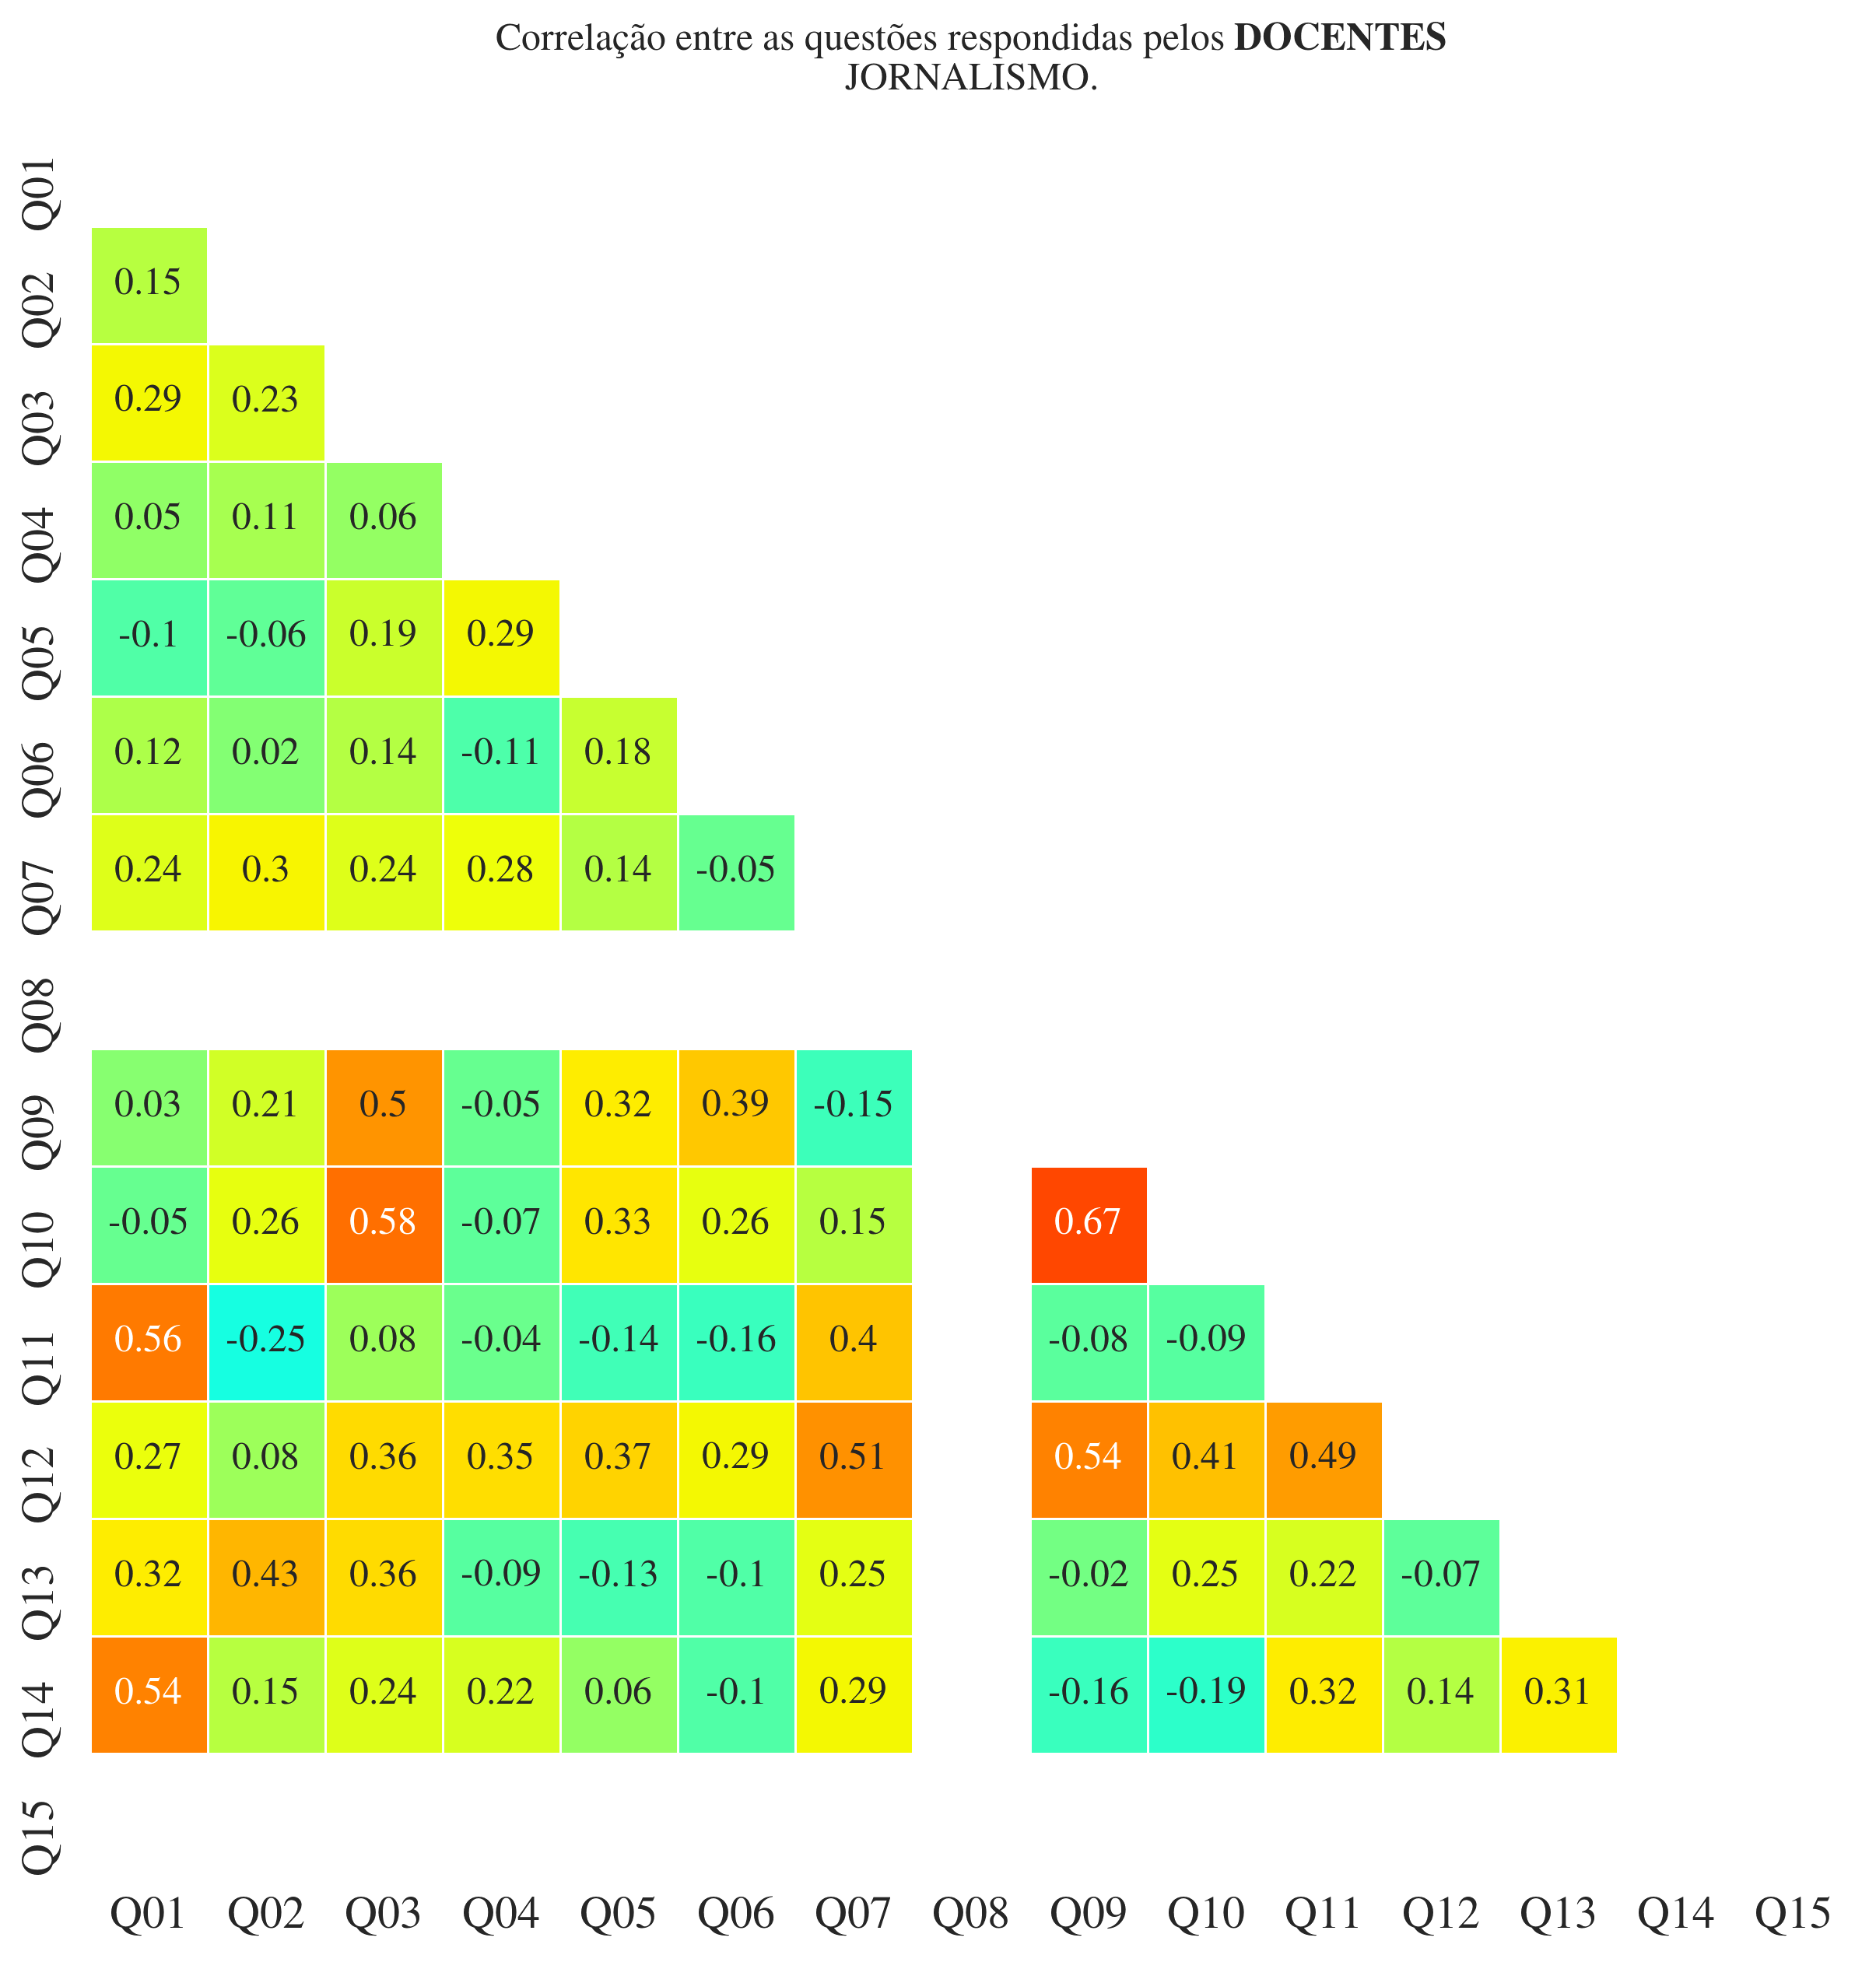 Correlação entre as questões respondidas pelos DOCENTES
JORNALISMO.
Q01
Q02 0.15
Q03 0.29 0.23
Q04 0.05 0.11 0.06
Q05 -0.1 -0.06 0.19 0.29
Q06 0.12 0.02 0.14 -0.11 0.18
Q07 0.24 0.3 0.24 0.28 0.14 -0.05
Q08
Q09 0.03 0.21 0.5 -0.05 0.32 0.39 -0.15
Q10 -0.05 0.26 0.58 -0.07 0.33 0.26 0.15 0.67
Q11 0.56 -0.25 0.08 -0.04 -0.14 -0.16 0.4 -0.08 -0.09
Q12 0.27 0.08 0.36 0.35 0.37 0.29 0.51 0.54 0.41 0.49
Q13 0.32 0.43 0.36 -0.09 -0.13 -0.1 0.25 -0.02 0.25 0.22 -0.07
Q14 0.54 0.15 0.24 0.22 0.06 -0.1 0.29 -0.16 -0.19 0.32 0.14 0.31
Q15
Q01 Q02 Q03 Q04 Q05 Q06 Q07 Q08 Q09 Q10 Q11 Q12 Q13 Q14 Q15